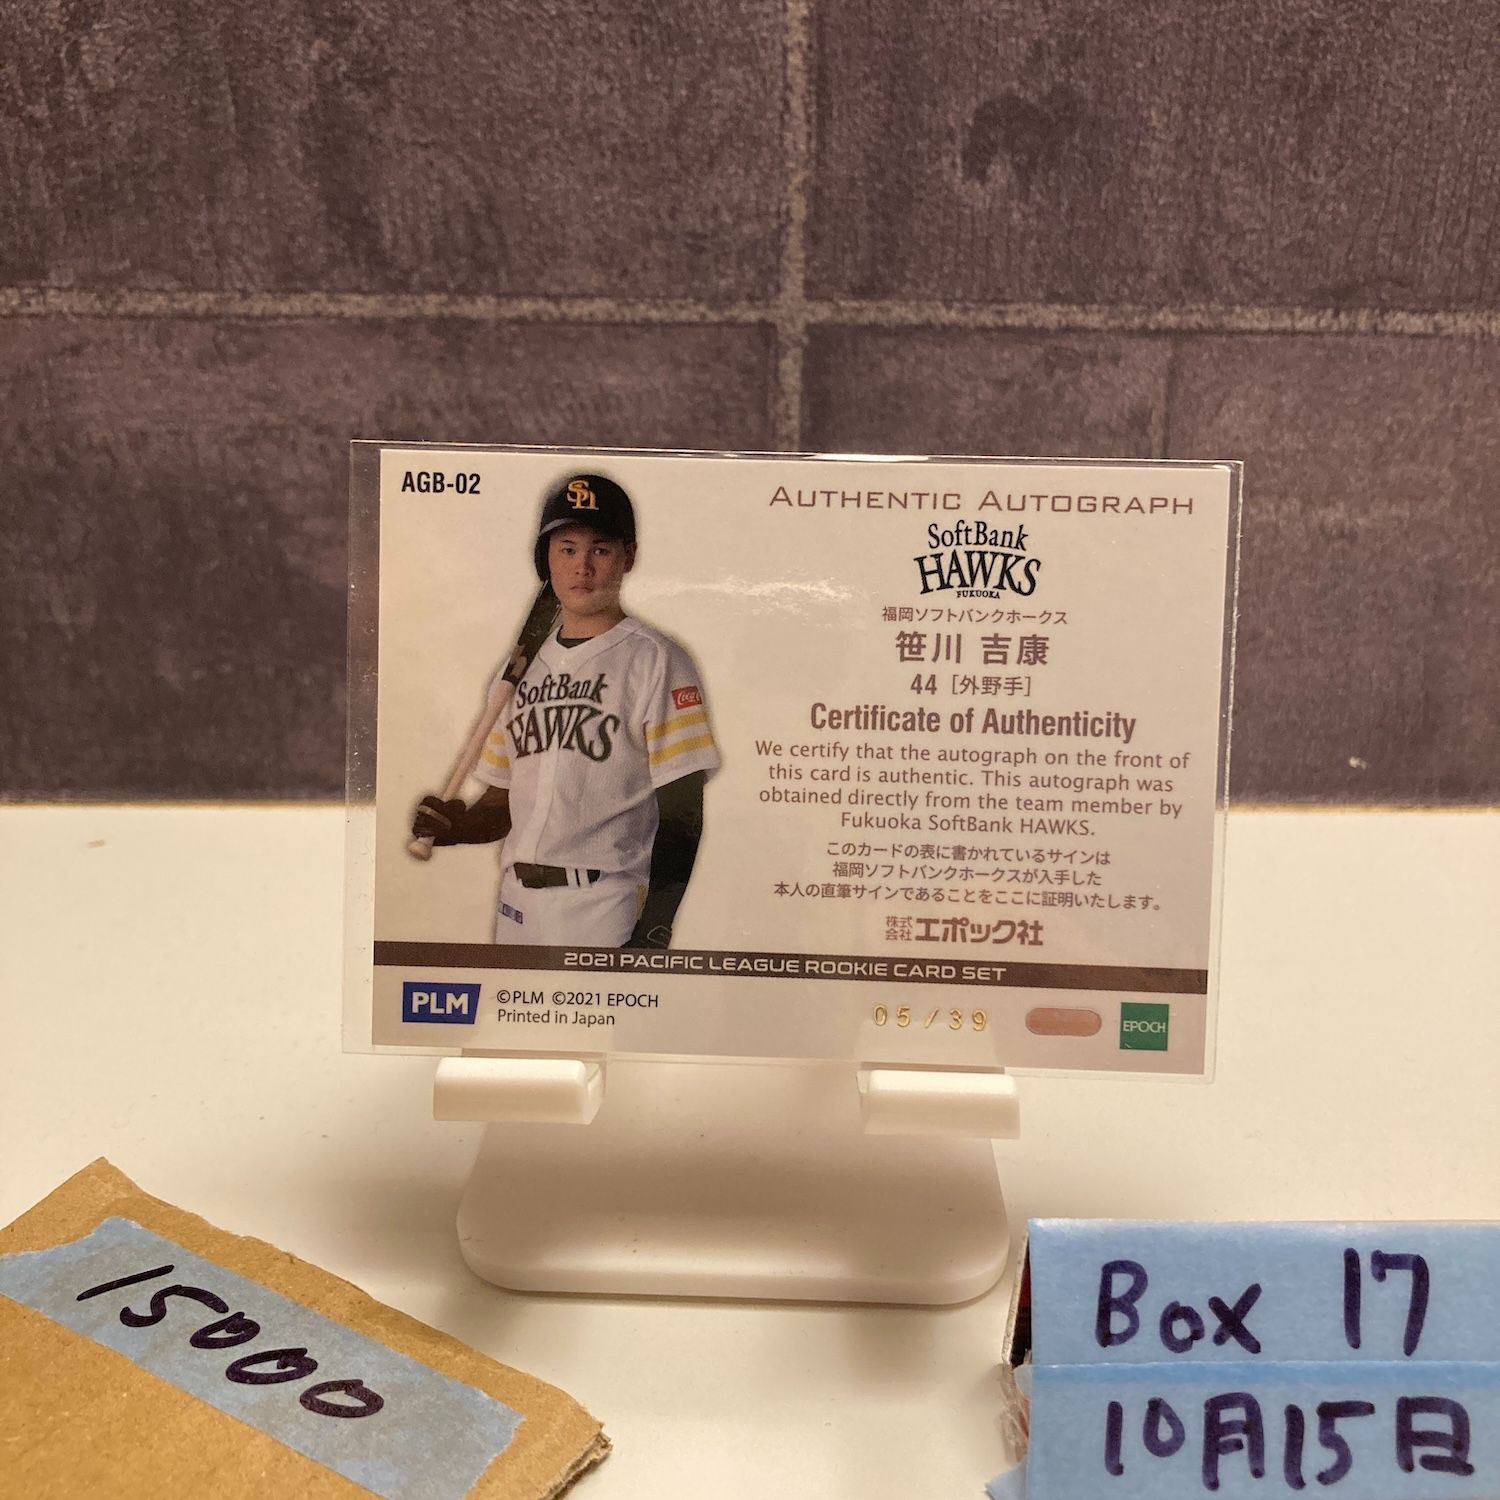 AGB-02
AUTHENTIC AUTOGRAPH
SoftBank
HAWKS
FUKUOKA
福岡ソフトバンクホークス
笹川 吉康
44 [外野手]
Certificate of Authenticity
We certify that the autograph on the front of
this card is authentic. This autograph was
obtained directly from the team member by
Fukuoka SoftBank HAWKS.
このカードの表に書かれているサインは
福岡ソフトバンクホークスが入手した
本人の直筆サインであることをここに証明いたします。
株式会社エポック社
SH
SoftBank
HAWKS
Coca
2021 PACIFIC LEAGUE ROOKIE CARD SET
PLM
©PLM ©2021 EPOCH
Printed in Japan
05/39
EPOCH
15000
Box 17
10月15日